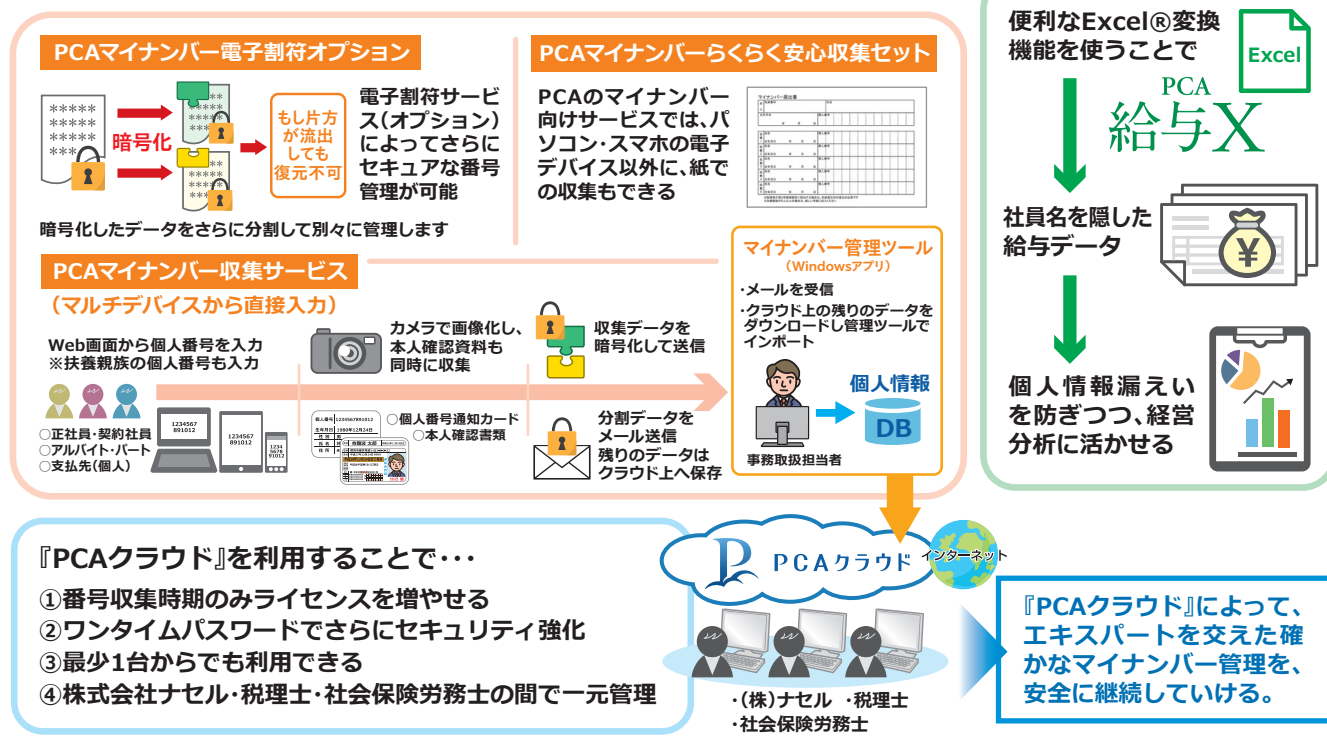 PCAマイナンバー電子割符オプション
*****
*****
*****
***
暗号化
もし片方
が流出
しても
復元不可
電子割符サービ
ス(オプション)
によってさらに
セキュアな番号
管理が可能
暗号化したデータをさらに分割して別々に管理します
PCAマイナンバーらくらく安心収集セット
PCAのマイナンバー
向けサービスでは、パ
ソコン・スマホの電子
デバイス以外に、紙で
の収集もできる
PCAマイナンバー収集サービス
(マルチデバイスから直接入力)
Web画面から個人番号を入力
※扶養親族の個人番号も入力
○正社員・契約社員
○アルバイト・パート
○支払先(個人)
1234567
891012
1234567
891012
1234
5678
91012
カメラで画像化し、
本人確認資料も
同時に収集
個人番号 1234567891012
○個人番号通知カード
○本人確認書類
収集データを
暗号化して送信
分割データを
メール送信
残りのデータは
クラウド上へ保存
マイナンバー管理ツール
(Windowsアプリ)
・メールを受信
・クラウド上の残りのデータを
ダウンロードし管理ツールで
インポート
個人情報
DB
事務取扱担当者
便利なExcel®変換
機能を使うことで
Excel
PCA
給与X
社員名を隠した
給与データ
¥
個人情報漏えい
を防ぎつつ、経営
分析に活かせる
『PCAクラウド』を利用することで・・・
①番号収集時期のみライセンスを増やせる
②ワンタイムパスワードでさらにセキュリティ強化
③最少1台からでも利用できる
④株式会社ナセル・税理士・社会保険労務士の間で一元管理
P PCAクラウド
インターネット
・(株)ナセル ・税理士
・社会保険労務士
『PCAクラウド』によって、
エキスパートを交えた確
かなマイナンバー管理を、
安全に継続していける。